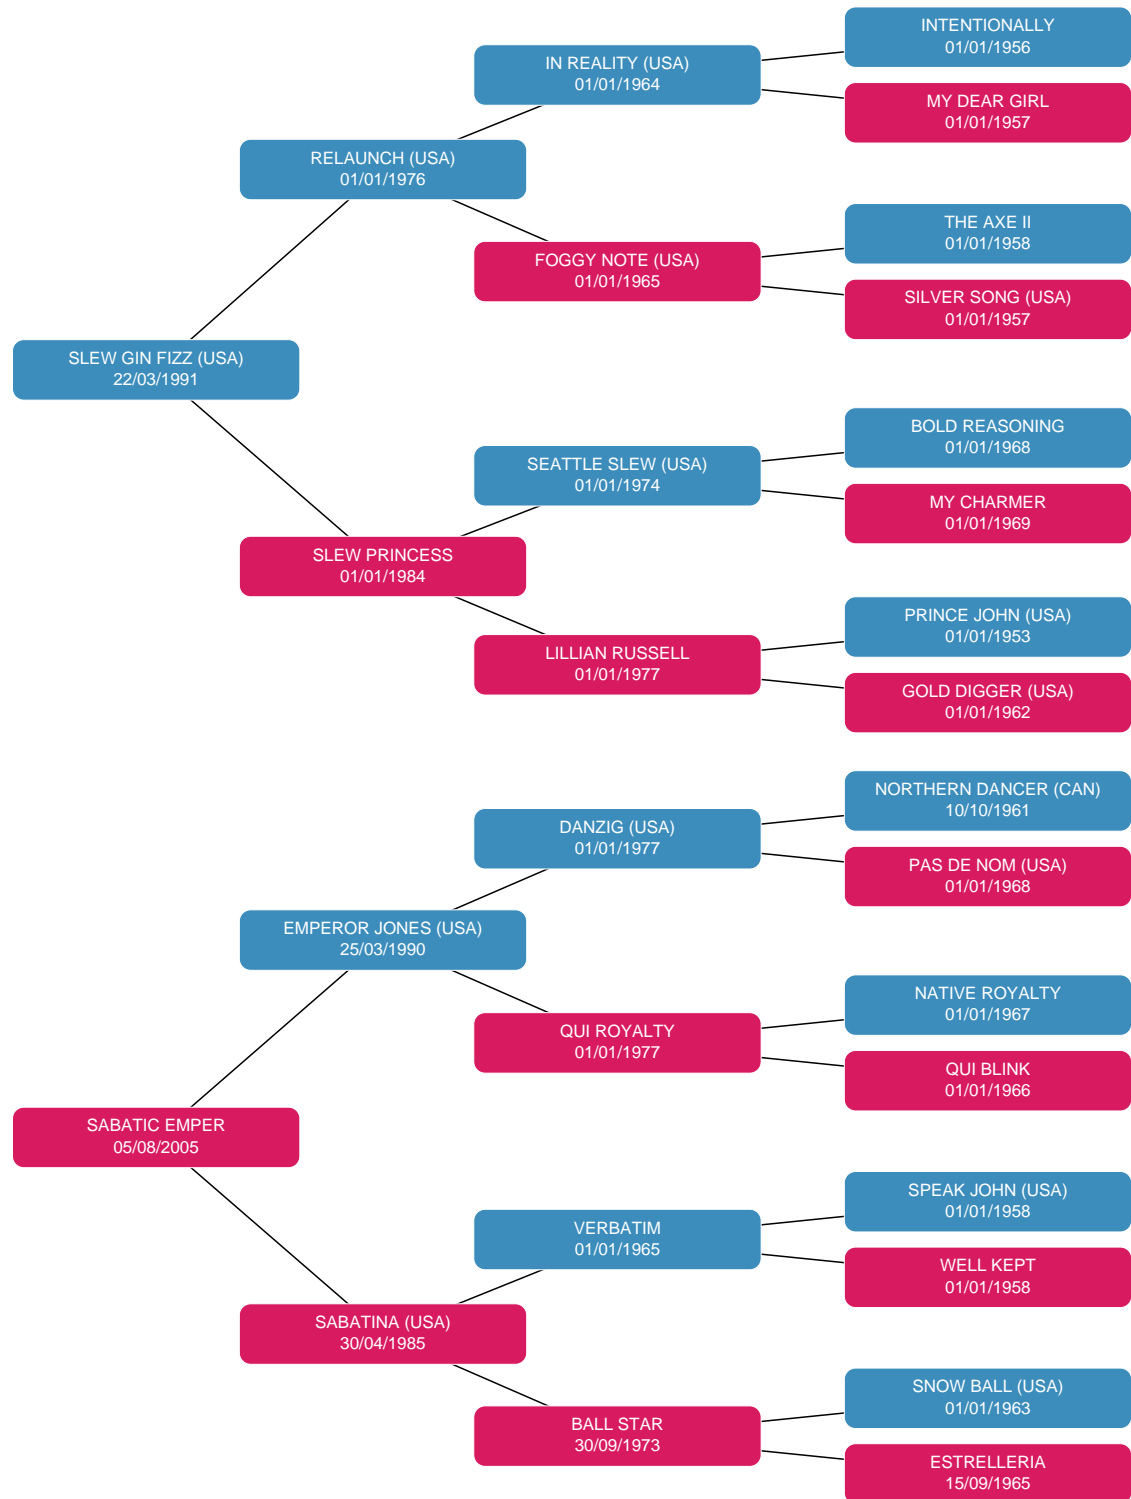 INTENTIONALLY
01/01/1956
IN REALITY (USA)
01/01/1964
MY DEAR GIRL
01/01/1957
RELAUNCH (USA)
01/01/1976
THE AXE II
01/01/1958
FOGGY NOTE (USA)
01/01/1965
SILVER SONG (USA)
01/01/1957
SLEW GIN FIZZ (USA)
22/03/1991
BOLD REASONING
01/01/1968
SEATTLE SLEW (USA)
01/01/1974
MY CHARMER
01/01/1969
SLEW PRINCESS
01/01/1984
PRINCE JOHN (USA)
01/01/1953
LILLIAN RUSSELL
01/01/1977
GOLD DIGGER (USA)
01/01/1962
NORTHERN DANCER (CAN)
10/10/1961
DANZIG (USA)
01/01/1977
PAS DE NOM (USA)
01/01/1968
EMPEROR JONES (USA)
25/03/1990
NATIVE ROYALTY
01/01/1967
QUI ROYALTY
01/01/1977
QUI BLINK
01/01/1966
SABATIC EMPER
05/08/2005
SPEAK JOHN (USA)
01/01/1958
VERBATIM
01/01/1965
WELL KEPT
01/01/1958
SABATINA (USA)
30/04/1985
SNOW BALL (USA)
01/01/1963
BALL STAR
30/09/1973
ESTRELLERIA
15/09/1965